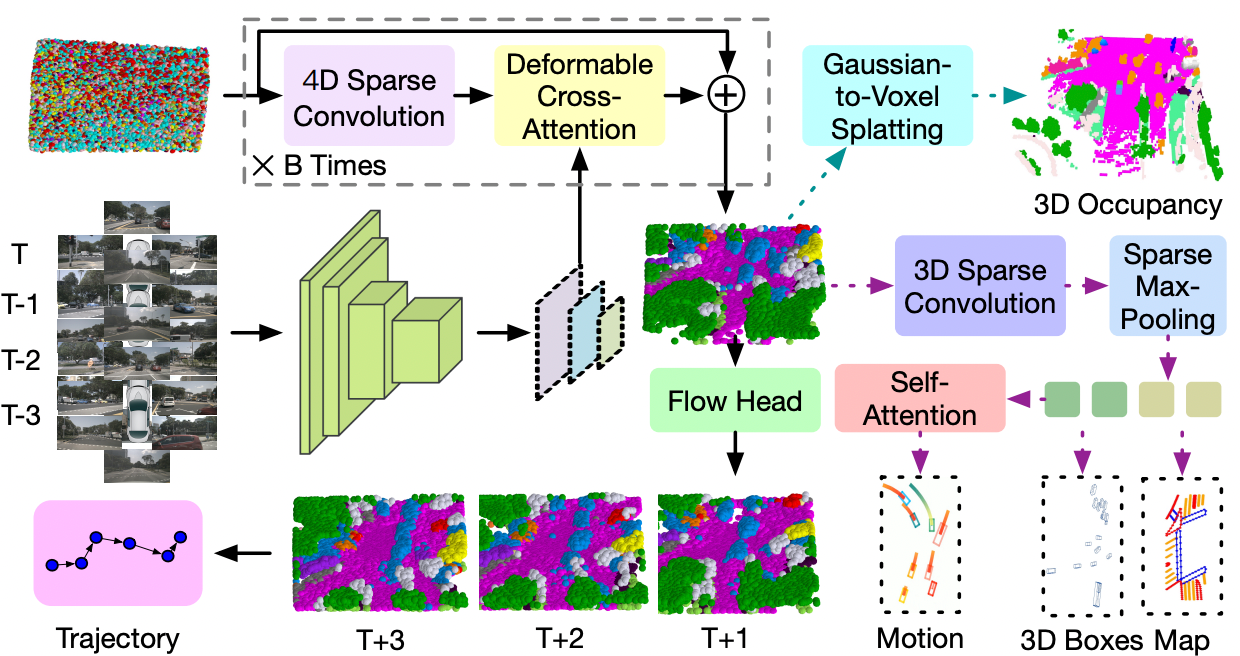 4D Sparse
Convolution
Deformable
Cross-
Attention
Gaussian-
to-Voxel
Splatting
× B Times
3D Occupancy
T
T-1
T-2
T-3
3D Sparse
Convolution
Sparse
Max-
Pooling
Flow Head
Self-
Attention
Trajectory
T+3
T+2
T+1
Motion
3D Boxes
Map